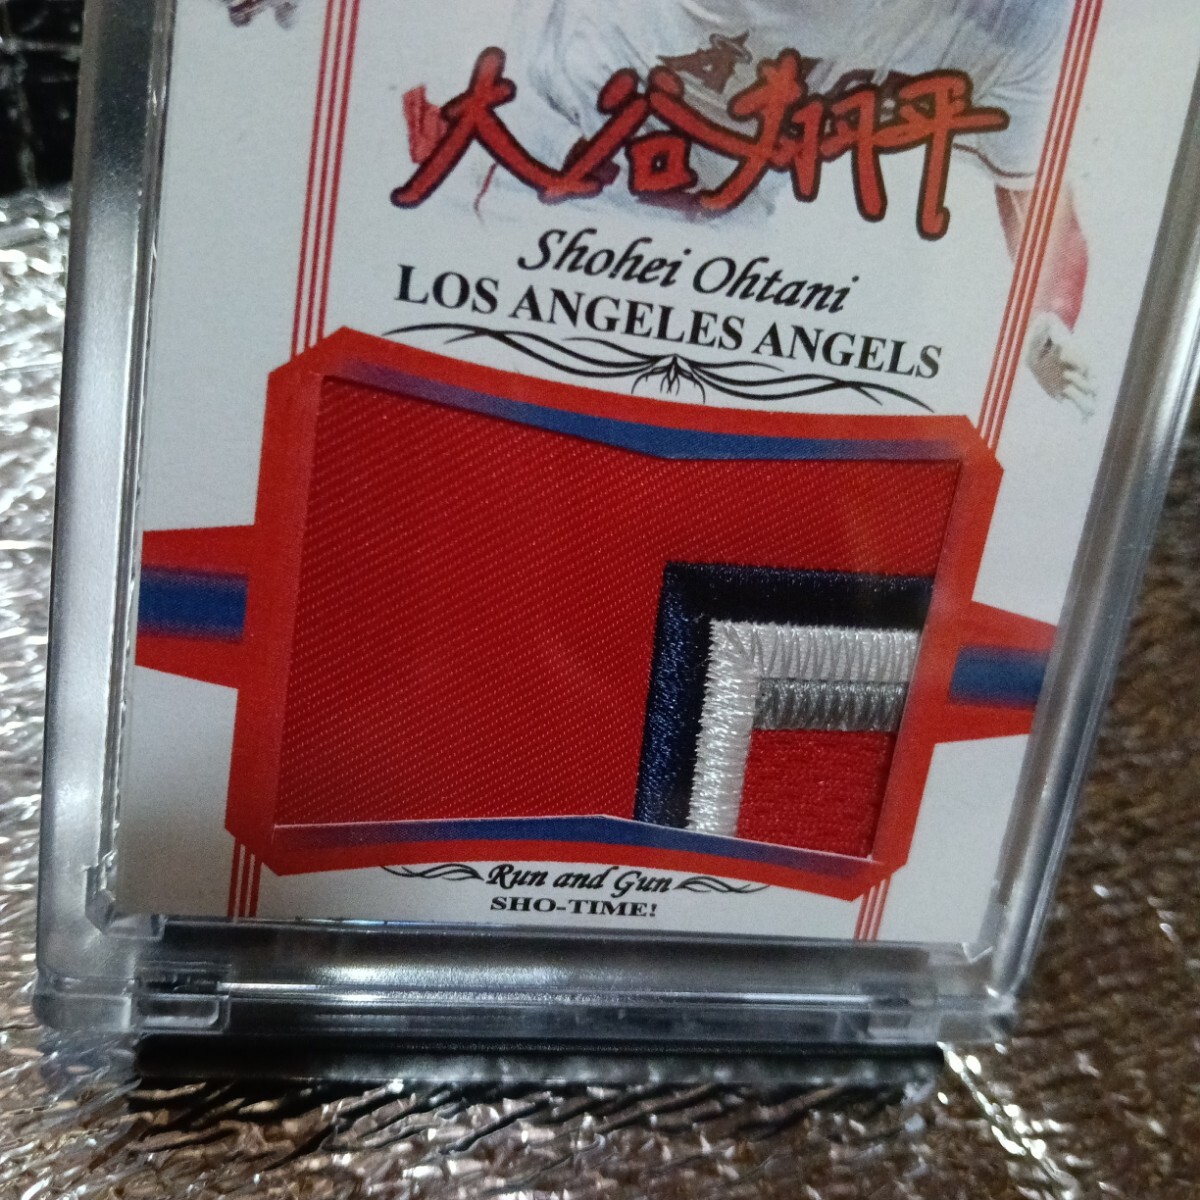 大谷翔平
Shohei Ohtani
LOS ANGELES ANGELS
Run and Gun
SHO-TIME!